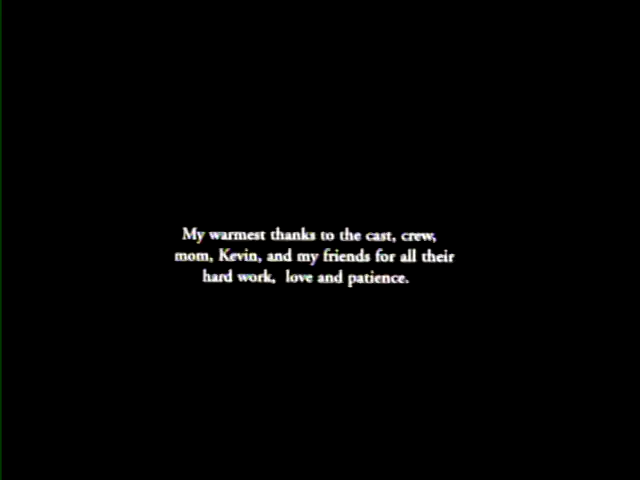 My warmest thanks to the cast, crew,
mom, Kevin, and my friends for all their
hard work, love and patience.